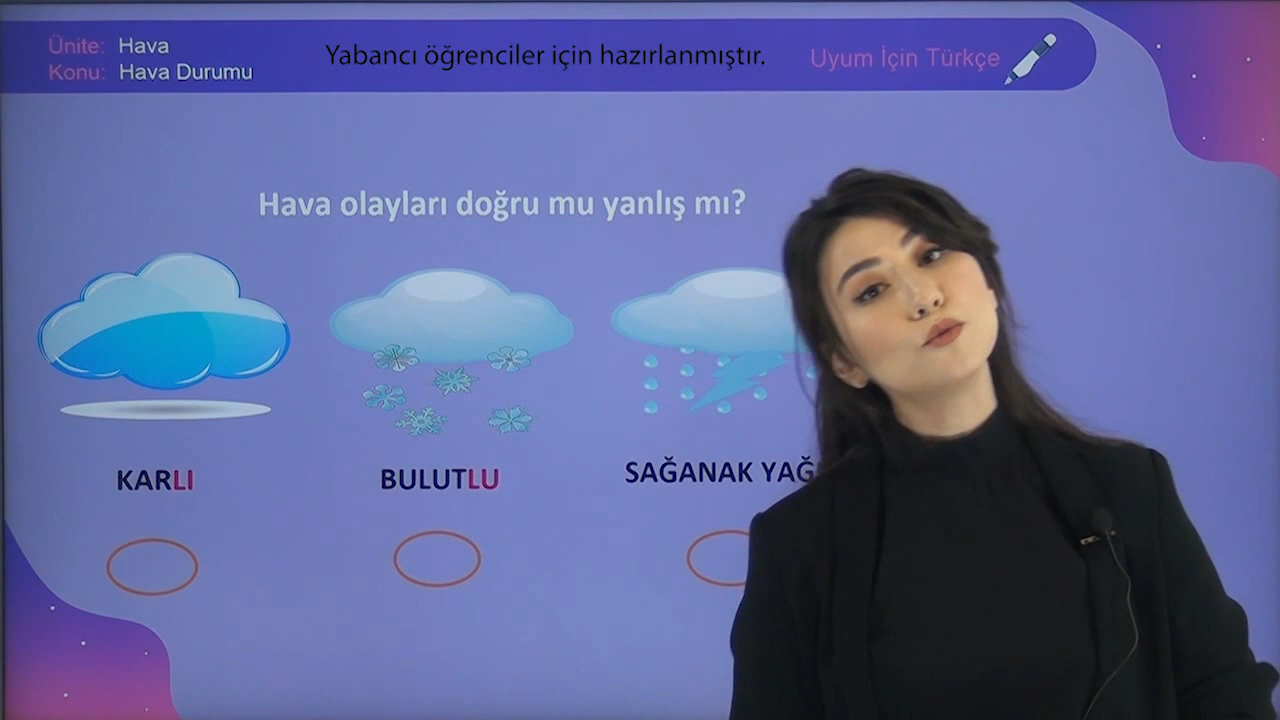 Ünite: Hava
Konu: Hava Durumu
Yabancı öğrenciler için hazırlanmıştır.
Uyum İçin Türkçe
Hava olayları doğru mu yanlış mı?
KARLI
BULUTLU
SAĞANAK